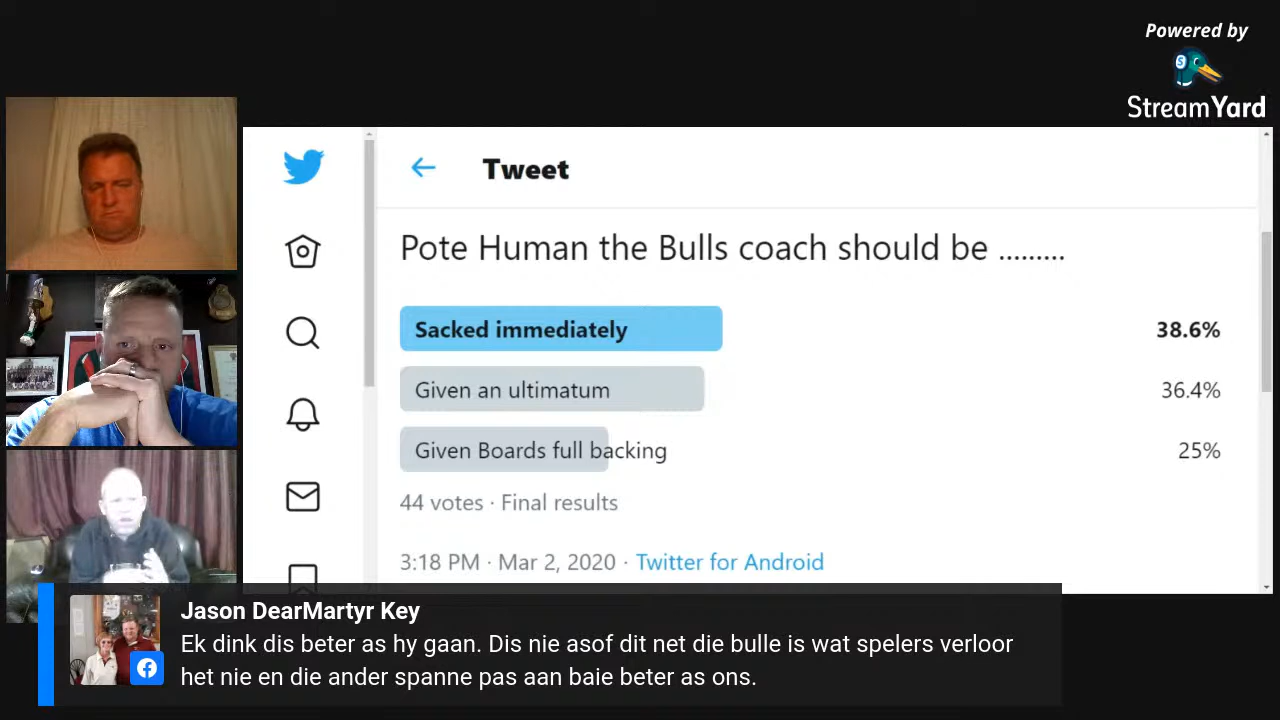 Powered by
StreamYard
Tweet
Pote Human the Bulls coach should be .........
Sacked immediately 38.6%
Given an ultimatum 36.4%
Given Boards full backing 25%
44 votes · Final results
3:18 PM · Mar 2, 2020 · Twitter for Android
Jason DearMartyr Key
Ek dink dis beter as hy gaan. Dis nie asof dit net die bulle is wat spelers verloor
het nie en die ander spanne pas aan baie beter as ons.